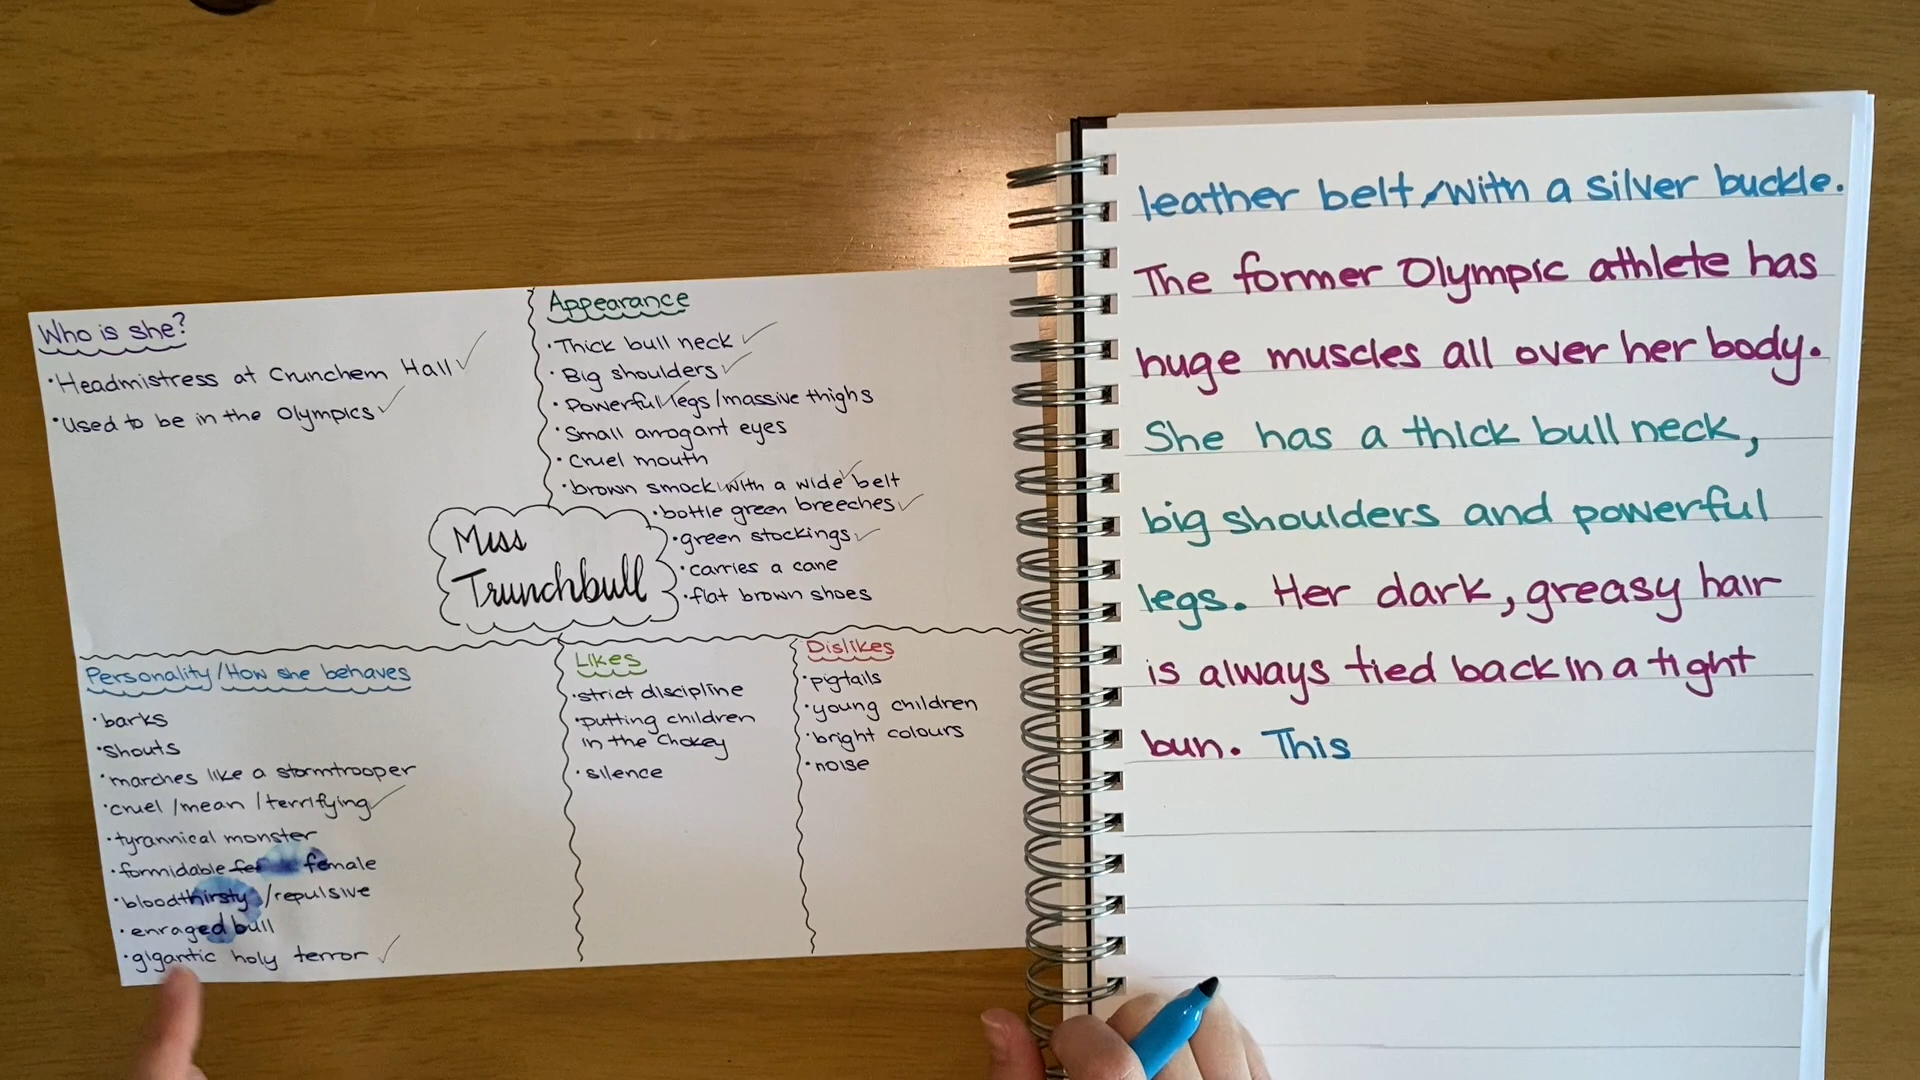 Who is she?
·Headmistress at Crunchem Hall ✓
·Used to be in the Olympics ✓
Appearance
·Thick bull neck ✓
·Big shoulders ✓
·Powerful ✓ legs/massive thighs
·Small arrogant eyes
·Cruel mouth
·brown smock ✓ with a wide ✓ belt
·bottle green breeches ✓
·green stockings ✓
·carries a cane
·flat brown shoes
Miss
Trunchbull
Personality/How she behaves
·barks
·Shouts
·marches like a stormtrooper
·cruel/mean/terrifying ✓
·tyrannical monster
·formidable female
·bloodthirsty/repulsive
·enraged bull
·gigantic holy terror ✓
Likes
·strict discipline
·putting children
in the Chokey
·silence
Dislikes
·pigtails
·young children
·bright colours
·noise
leather belt with a silver buckle.
The former Olympic athlete has
huge muscles all over her body.
She has a thick bull neck,
big shoulders and powerful
legs. Her dark, greasy hair
is always tied back in a tight
bun. This